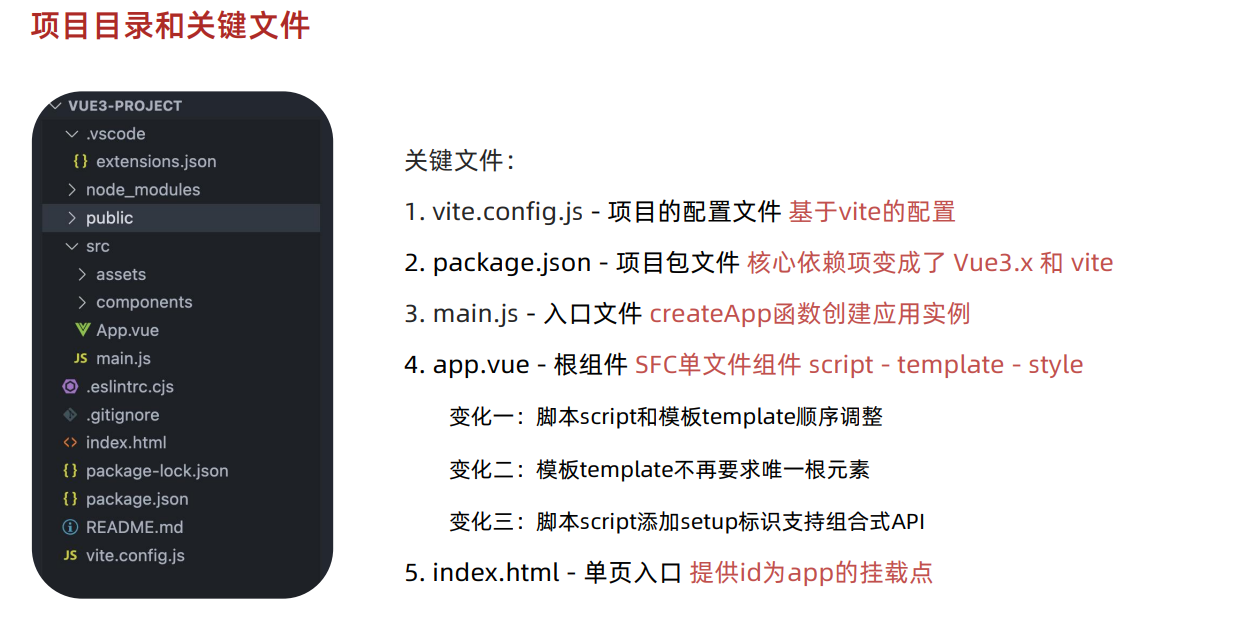 项目目录和关键文件
VUE3-PROJECT
.vscode
{} extensions.json
node_modules
public
src
assets
components
App.vue
JS main.js
.eslintrc.cjs
.gitignore
<> index.html
{} package-lock.json
{} package.json
README.md
JS vite.config.js
关键文件：
1. vite.config.js - 项目的配置文件 基于vite的配置
2. package.json - 项目包文件 核心依赖项变成了 Vue3.x 和 vite
3. main.js - 入口文件 createApp函数创建应用实例
4. app.vue - 根组件 SFC单文件组件 script - template - style
变化一：脚本script和模板template顺序调整
变化二：模板template不再要求唯一根元素
变化三：脚本script添加setup标识支持组合式API
5. index.html - 单页入口 提供id为app的挂载点